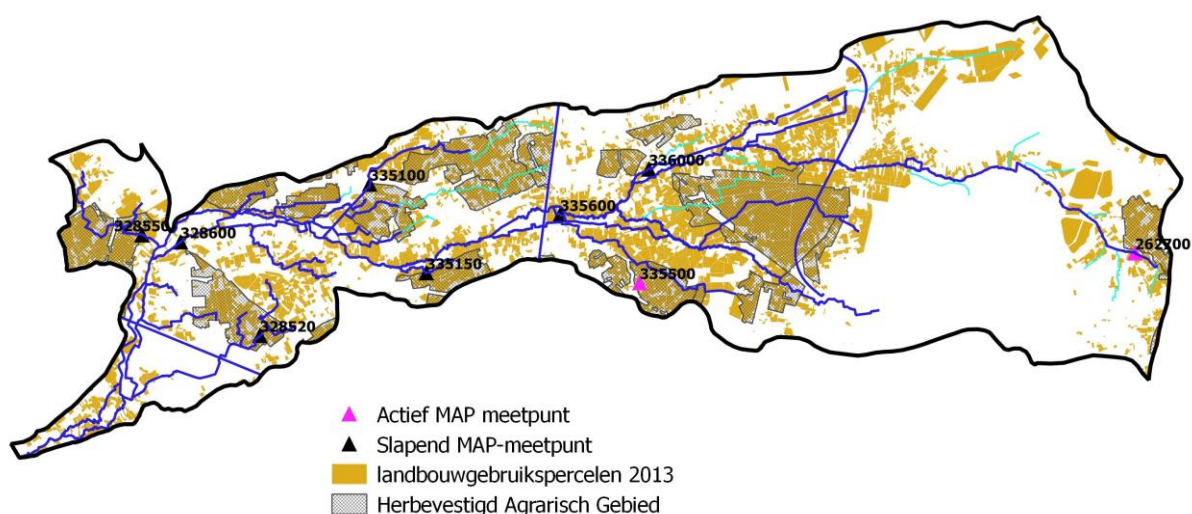 336000
335100
335600
328550
328600
262700
335150
335500
328520
Actief MAP meetpunt
Slapend MAP-meetpunt
landbouwgebruikspercelen 2013
Herbevestigd Agrarisch Gebied